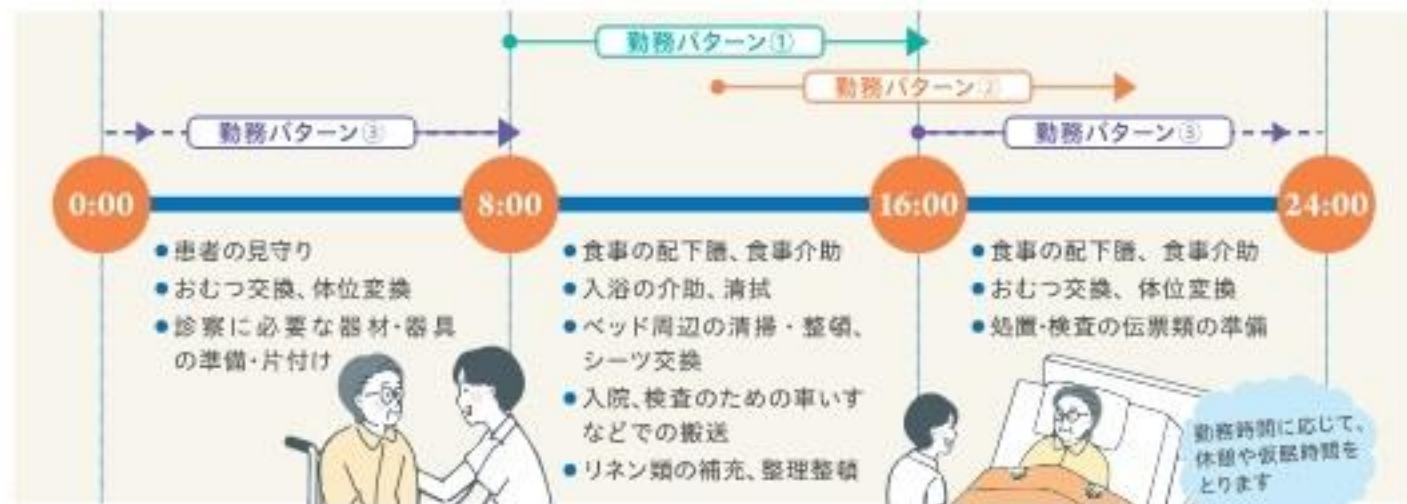 勤務パターン①
勤務パターン②
勤務パターン③
勤務パターン③
0:00
8:00
16:00
24:00
●患者の見守り
●おむつ交換、体位変換
●診察に必要な器材・器具
の準備・片付け
●食事の配下膳、食事介助
●入浴の介助、清拭
●ベッド周辺の清掃・整頓、
シーツ交換
●入院、検査のための車いす
などでの搬送
●リネン類の補充、整理整頓
●食事の配下膳、食事介助
●おむつ交換、体位変換
●処置・検査の伝票類の準備
勤務時間に応じて、
休憩や仮眠時間を
とります